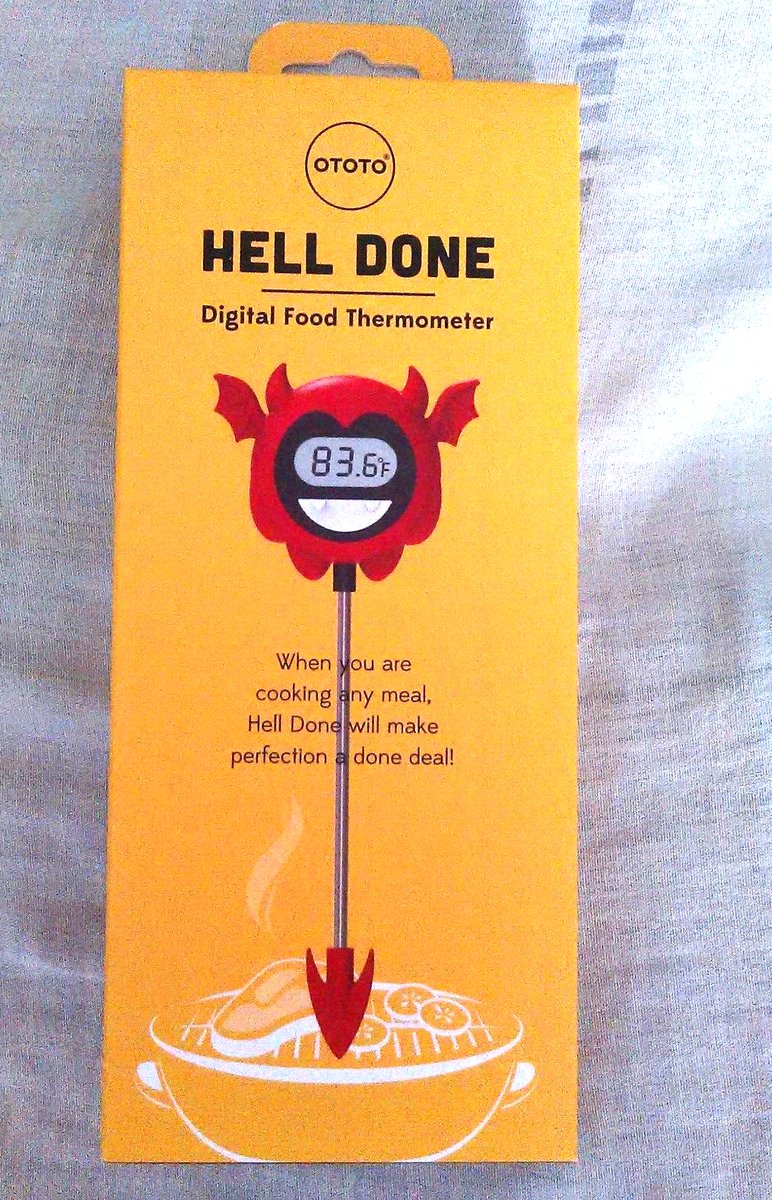 OTOTO®
HELL DONE
Digital Food Thermometer
83.6°F
When you are
cooking any meal,
Hell Done will make
perfection a done deal!